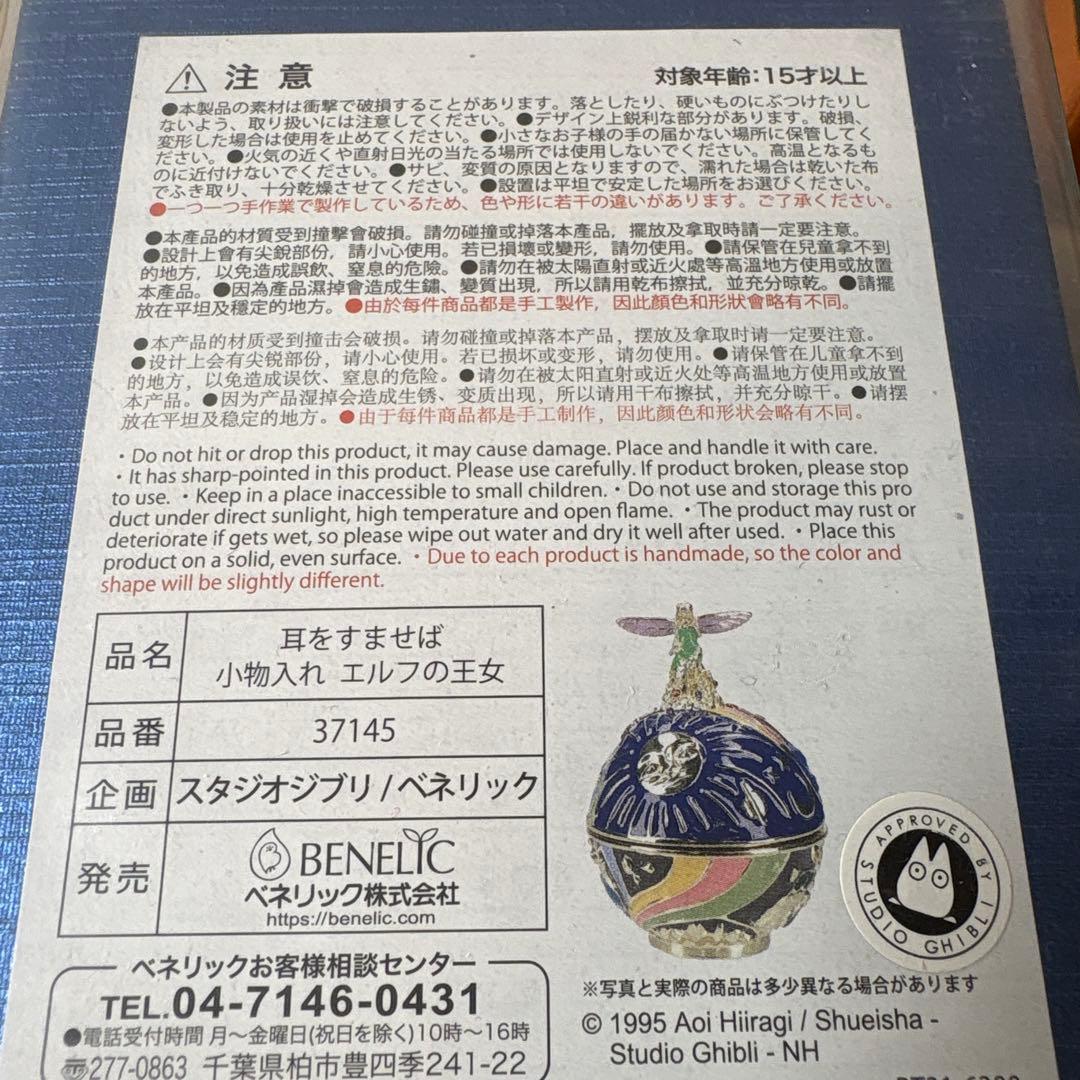 ⚠ 注意
対象年齢：15才以上
●本製品の素材は衝撃で破損することがあります。落としたり、硬いものにぶつけたりし
ないよう、取り扱いには注意してください。●デザイン上鋭利な部分があります。破損、
変形した場合は使用を止めてください。●小さなお子様の手の届かない場所に保管してく
ださい。●火気の近くや直射日光の当たる場所では使用しないでください。高温となるも
のに近付けないでください。●サビ、変質の原因となりますので、濡れた場合は乾いた布
でふき取り、十分乾燥させてください。●設置は平坦で安定した場所をお選びください。
●一つ一つ手作業で製作しているため、色や形に若干の違いがあります。ご了承ください。
●本產品的材質受到撞擊會破損。請勿碰撞或掉落本產品，擺放及拿取時請一定要注意。
●設計上會有尖銳部份，請小心使用。若已損壞或變形，請勿使用。●請保管在兒童拿不到
的地方，以免造成誤飲、窒息的危險。●請勿在被太陽直射或近火處等高溫地方使用或放置
本產品。●因為產品濕掉會造成生鏽、變質出現，所以請用乾布擦拭，並充分晾乾。●請擺
放在平坦及穩定的地方。●由於每件商品都是手工製作，因此顏色和形狀會略有不同。
●本产品的材质受到撞击会破损。请勿碰撞或掉落本产品，摆放及拿取时请一定要注意。
●设计上会有尖锐部份，请小心使用。若已损坏或变形，请勿使用。●请保管在儿童拿不到
的地方，以免造成误饮、窒息的危险。●请勿在被太阳直射或近火处等高温地方使用或放置
本产品。●因为产品湿掉会造成生锈、变质出现，所以请用干布擦拭，并充分晾干。●请摆
放在平坦及稳定的地方。●由于每件商品都是手工制作，因此颜色和形状会略有不同。
・Do not hit or drop this product, it may cause damage. Place and handle it with care.
・It has sharp-pointed in this product. Please use carefully. If product broken, please stop
to use. ・Keep in a place inaccessible to small children.・Do not use and storage this pro
duct under direct sunlight, high temperature and open flame. ・The product may rust or
deteriorate if gets wet, so please wipe out water and dry it well after used. ・Place this
product on a solid, even surface. ・Due to each product is handmade, so the color and
shape will be slightly different.
品名
耳をすませば
小物入れ エルフの王女
品番
37145
企画
スタジオジブリ / ベネリック
発売
BENELIC
ベネリック株式会社
https://benelic.com
ベネリックお客様相談センター
TEL.04-7146-0431
●電話受付時間 月〜金曜日(祝日を除く)10時〜16時
〠277-0863 千葉県柏市豊四季241-22
APPROVED BY
STUDIO GHIBLI
※写真と実際の商品は多少異なる場合があります
© 1995 Aoi Hiiragi / Shueisha -
Studio Ghibli - NH